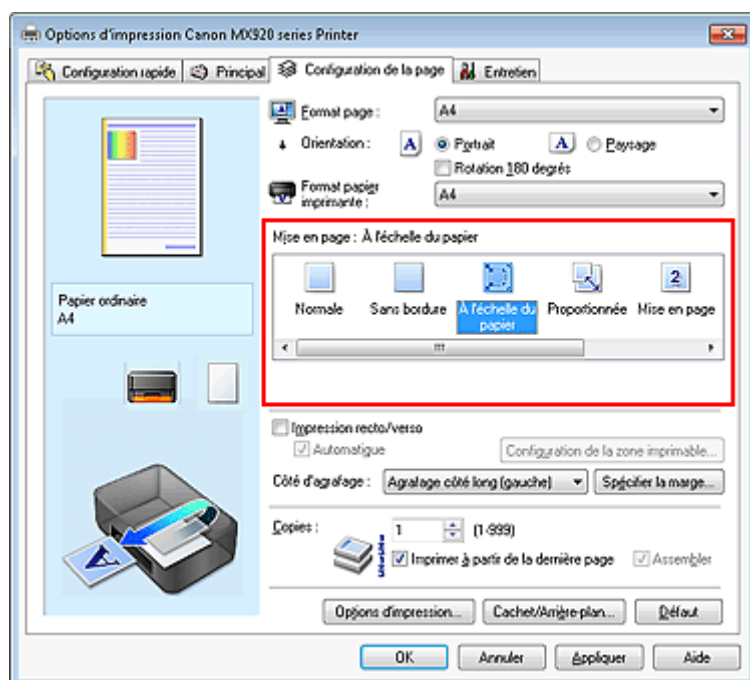 Options d'impression Canon MX920 series Printer
Configuration rapide
Principal
Configuration de la page
Entretien
Format page :
A4
Orientation :
A
Portrait
A
Paysage
Rotation 180 degrés
Format papier
imprimante :
A4
Mise en page : À l'échelle du papier
Normale
Sans bordure
À l'échelle du
papier
Proportionnée
2
Mise en page
Papier ordinaire
A4
Impression recto/verso
Automatique
Configuration de la zone imprimable...
Côté d'agrafage :
Agrafage côté long (gauche)
Spécifier la marge...
Copies :
1
(1-999)
Imprimer à partir de la dernière page
Assembler
A
Options d'impression...
Cachet/Arrière-plan...
Défaut
OK
Annuler
Appliquer
Aide